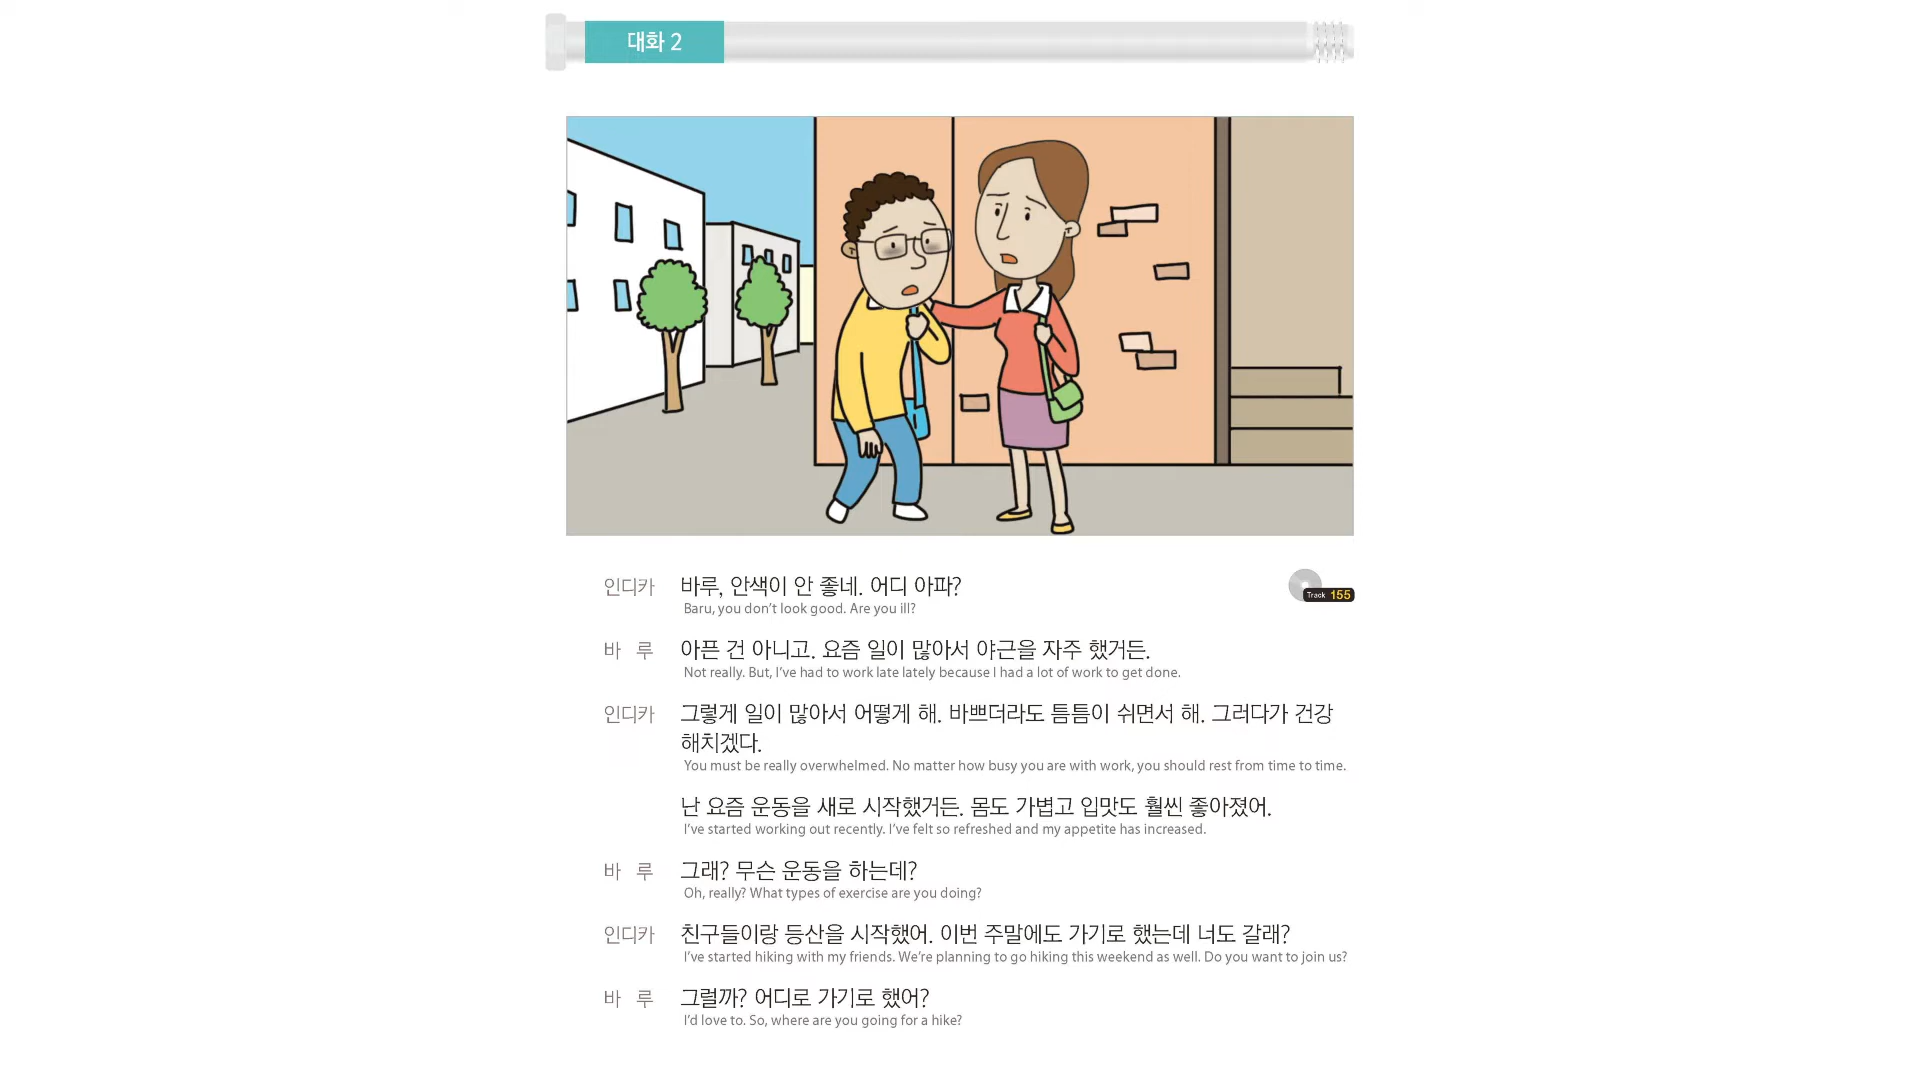 대화 2
인디카 바루, 안색이 안 좋네. 어디 아파?
Baru, you don't look good. Are you ill?
Track 155
바 루 아픈 건 아니고. 요즘 일이 많아서 야근을 자주 했거든.
Not really. But, I've had to work late lately because I had a lot of work to get done.
인디카 그렇게 일이 많아서 어떻게 해. 바쁘더라도 틈틈이 쉬면서 해. 그러다가 건강
해치겠다.
You must be really overwhelmed. No matter how busy you are with work, you should rest from time to time.
난 요즘 운동을 새로 시작했거든. 몸도 가볍고 입맛도 훨씬 좋아졌어.
I've started working out recently. I've felt so refreshed and my appetite has increased.
바 루 그래? 무슨 운동을 하는데?
Oh, really? What types of exercise are you doing?
인디카 친구들이랑 등산을 시작했어. 이번 주말에도 가기로 했는데 너도 갈래?
I've started hiking with my friends. We're planning to go hiking this weekend as well. Do you want to join us?
바 루 그럴까? 어디로 가기로 했어?
I'd love to. So, where are you going for a hike?